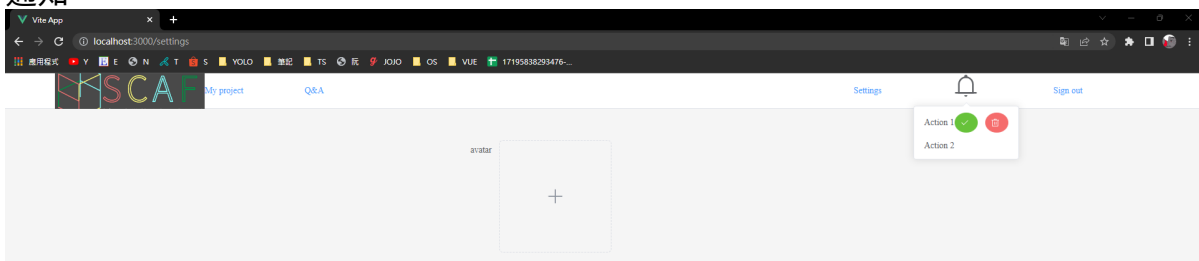 通知
Vite App
localhost:3000/settings
應用程式 Y E N T S YOLO 筆記 TS 阮 JOJO OS VUE 17195838293476-...
SCAF My project Q&A Settings Sign out
Action 1
Action 2
avatar